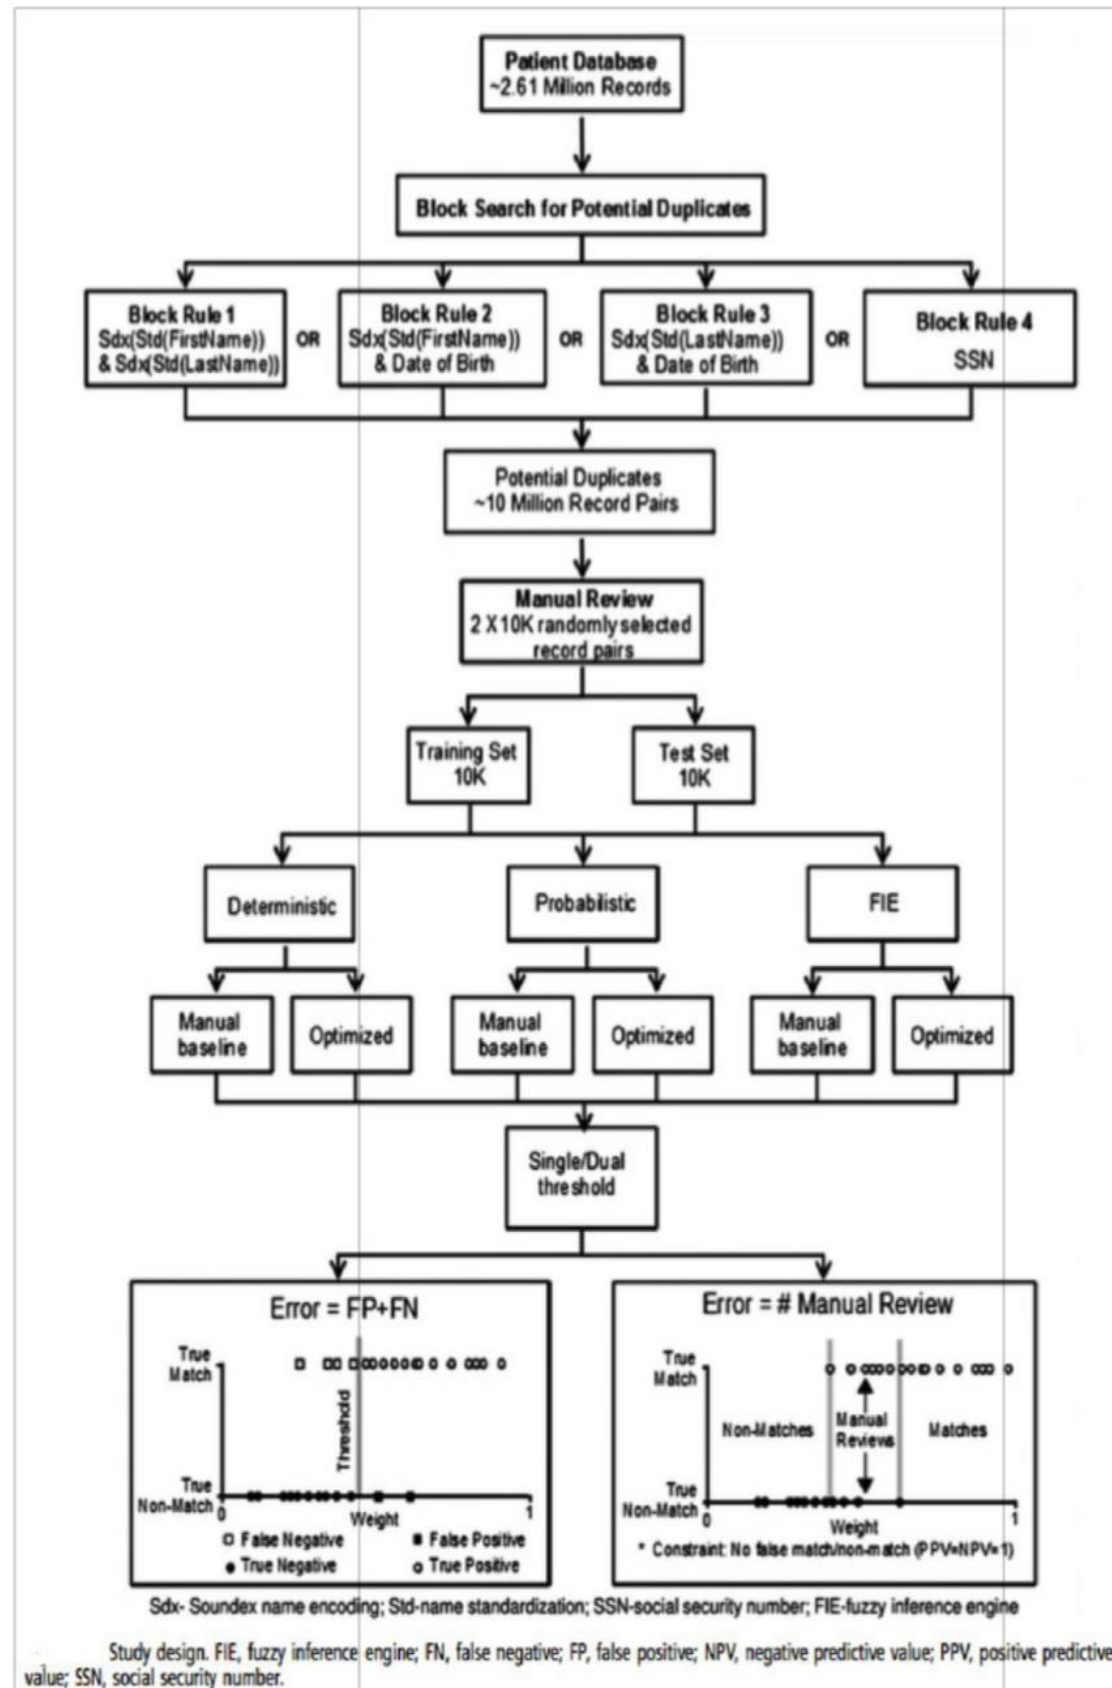 Patient Database
~2.61 Million Records
Block Search for Potential Duplicates
Block Rule 1
Sdx(Std(FirstName))
& Sdx(Std(LastName))
OR
Block Rule 2
Sdx(Std(FirstName))
& Date of Birth
OR
Block Rule 3
Sdx(Std(LastName))
& Date of Birth
OR
Block Rule 4
SSN
Potential Duplicates
~10 Million Record Pairs
Manual Review
2 X 10K randomly selected
record pairs
Training Set
10K
Test Set
10K
Deterministic
Probabilistic
FIE
Manual
baseline
Optimized
Manual
baseline
Optimized
Manual
baseline
Optimized
Single/Dual
threshold
Error = FP+FN
True
Match
Threshold
True
Non-Match
0
Weight
1
False Negative
False Positive
True Negative
True Positive
Error = # Manual Review
True
Match
Non-Matches
Manual
Reviews
Matches
True
Non-Match
0
Weight
1
* Constraint: No false match/non-match (PPV=NPV=1)
Sdx- Soundex name encoding; Std-name standardization; SSN-social security number; FIE-fuzzy inference engine
Study design. FIE, fuzzy inference engine; FN, false negative; FP, false positive; NPV, negative predictive value; PPV, positive predictive
value; SSN, social security number.